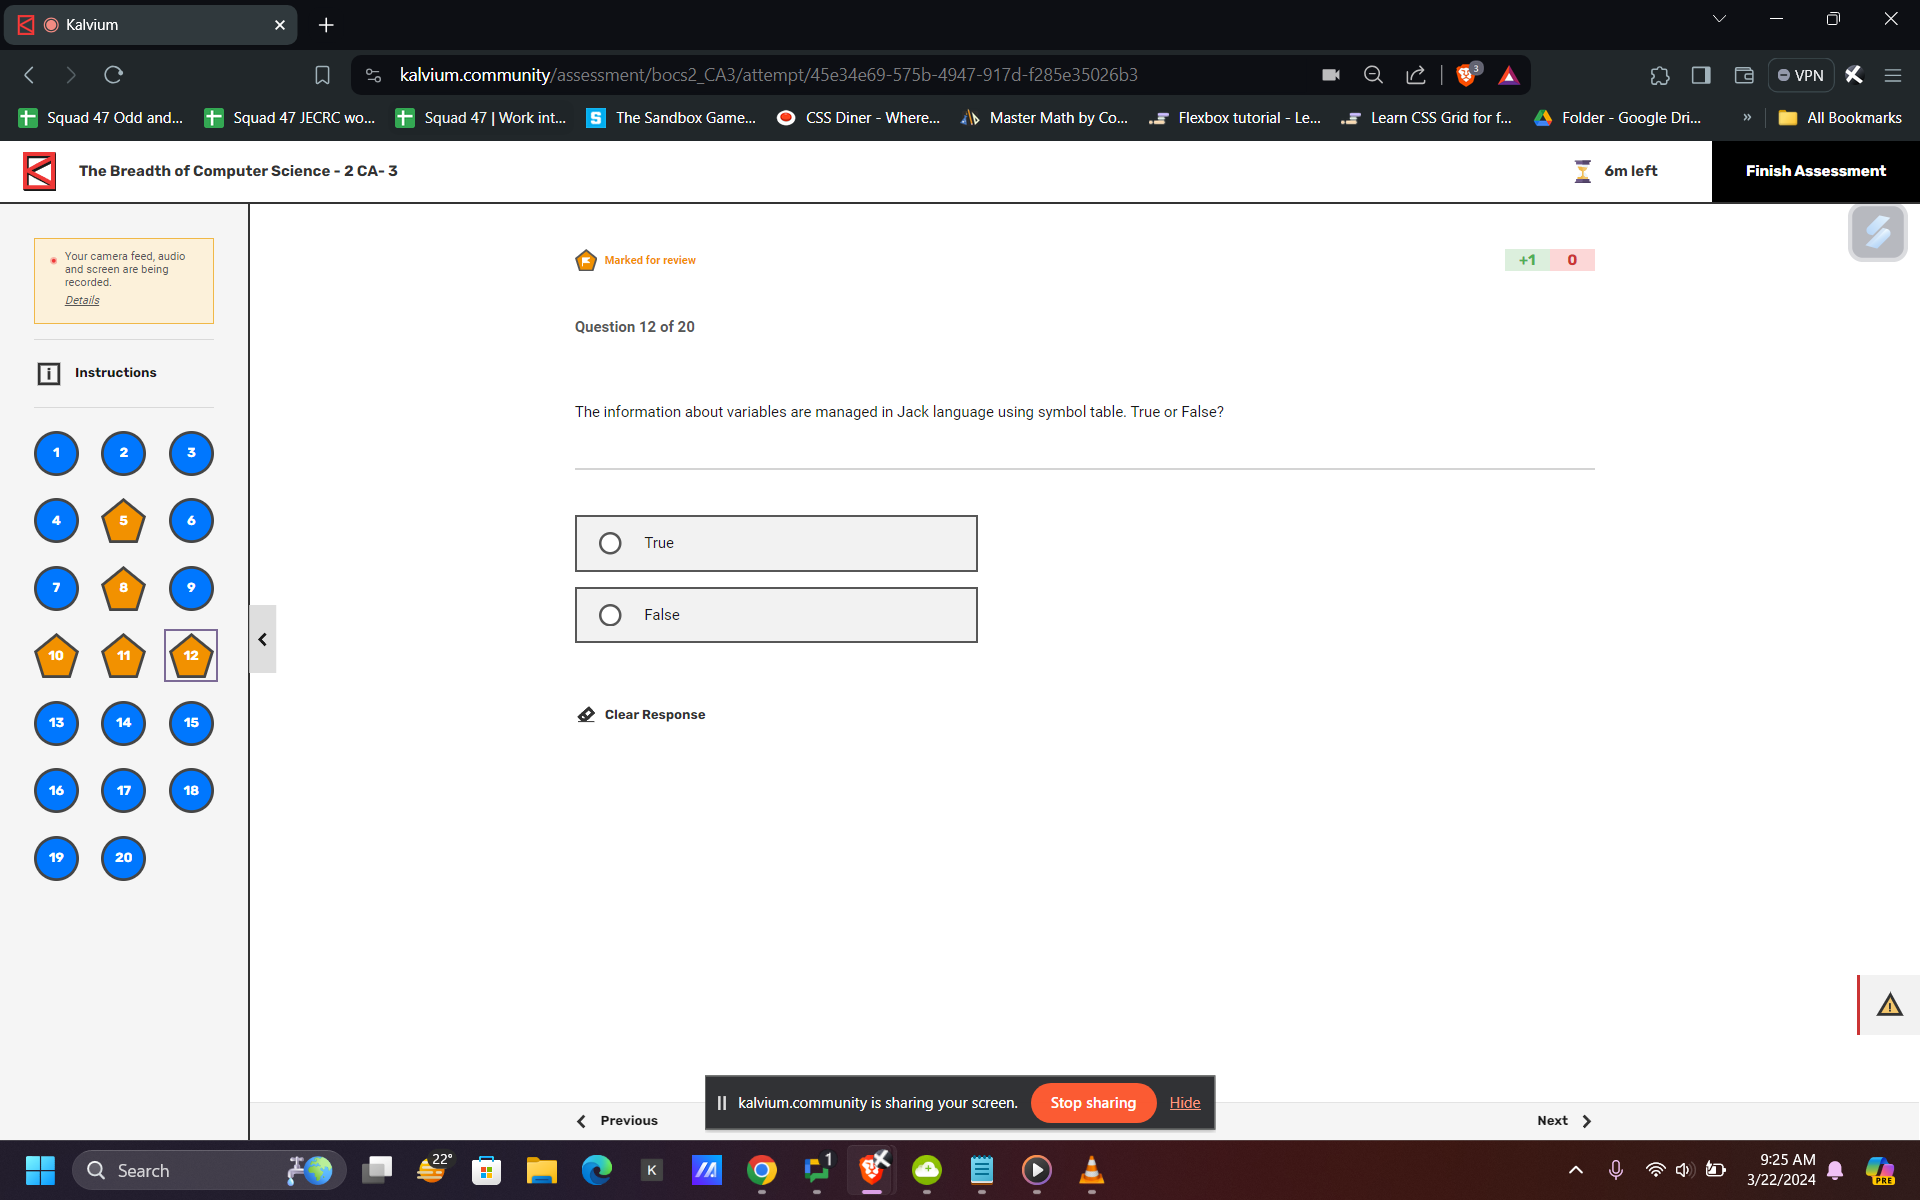 Kalvium
kalvium.community/assessment/bocs2_CA3/attempt/45e34e69-575b-4947-917d-f285e35026b3
3
VPN
Squad 47 Odd and...
Squad 47 JECRC wo...
Squad 47 | Work int...
S
The Sandbox Game...
CSS Diner - Where...
Master Math by Co...
Flexbox tutorial - Le...
Learn CSS Grid for f...
Folder - Google Dri...
»
All Bookmarks
The Breadth of Computer Science - 2 CA- 3
6m left
Finish Assessment
Your camera feed, audio
and screen are being
recorded.
Details
Instructions
1 2 3
4 5 6
7 8 9
10 11 12
13 14 15
16 17 18
19 20
Marked for review
+1 0
Question 12 of 20
The information about variables are managed in Jack language using symbol table. True or False?
True
False
Clear Response
kalvium.community is sharing your screen.
Stop sharing
Hide
Previous
Next
Search
22°
K
1
9:25 AM
3/22/2024
PRE